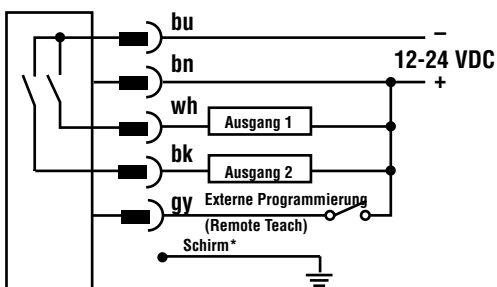 bu
–
bn
12-24 VDC
+
wh
Ausgang 1
bk
Ausgang 2
gy
Externe Programmierung
(Remote Teach)
Schirm*